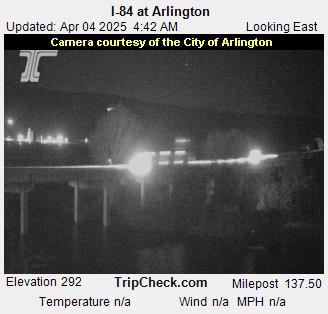 I-84 at Arlington
Updated: Apr 04 2025 4:42 AM Looking East
Camera courtesy of the City of Arlington
Elevation 292 TripCheck.com Milepost 137.50
Temperature n/a Wind n/a MPH n/a